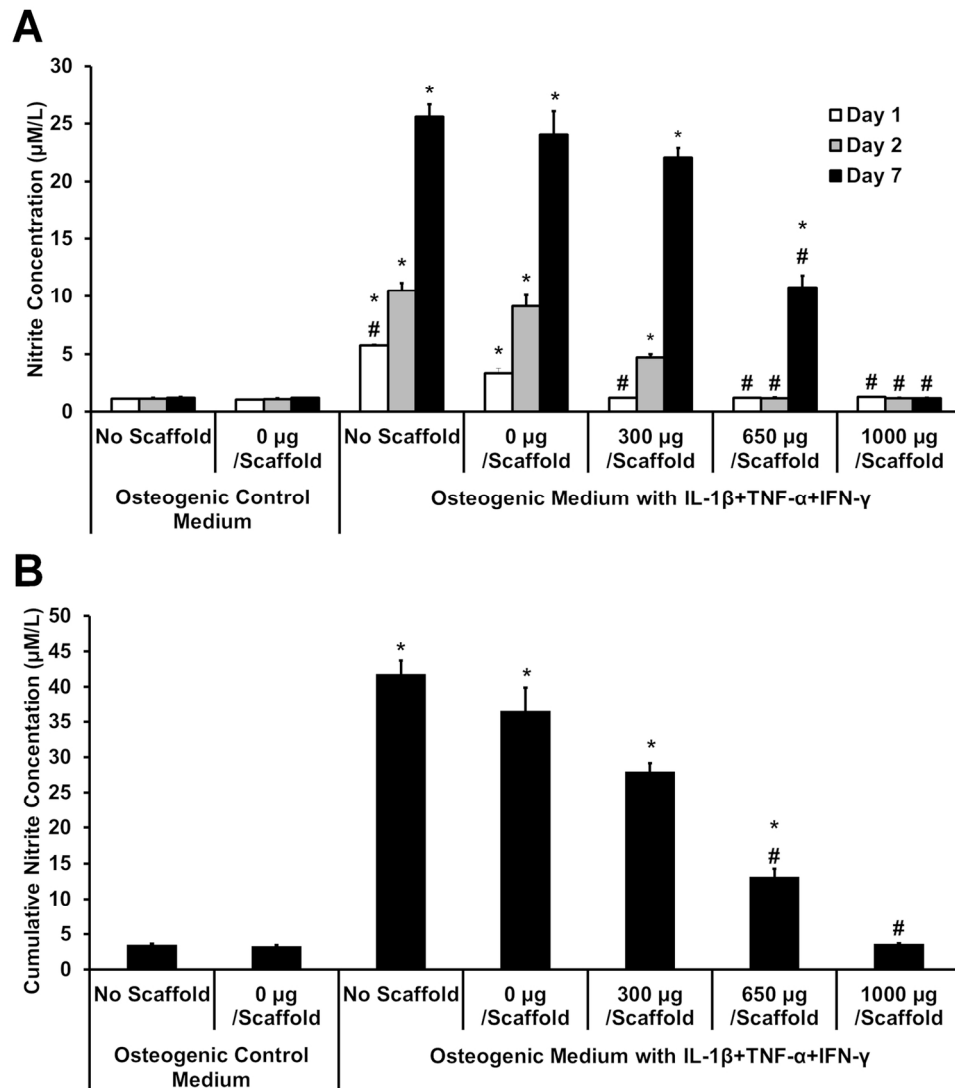 A
Nitrite Concentration (µM/L)
30
25
20
15
10
5
0
Day 1
Day 2
Day 7
*
*
*
*
*
*
*
*
*
#
#
#
#
#
#
#
#
No Scaffold
0 µg
/Scaffold
No Scaffold
0 µg
/Scaffold
300 µg
/Scaffold
650 µg
/Scaffold
1000 µg
/Scaffold
Osteogenic Control
Medium
Osteogenic Medium with IL-1β+TNF-α+IFN-γ
B
Cumulative Nitrite Concentation (µM/L)
50
45
40
35
30
25
20
15
10
5
0
*
*
*
*
#
#
No Scaffold
0 µg
/Scaffold
No Scaffold
0 µg
/Scaffold
300 µg
/Scaffold
650 µg
/Scaffold
1000 µg
/Scaffold
Osteogenic Control
Medium
Osteogenic Medium with IL-1β+TNF-α+IFN-γ